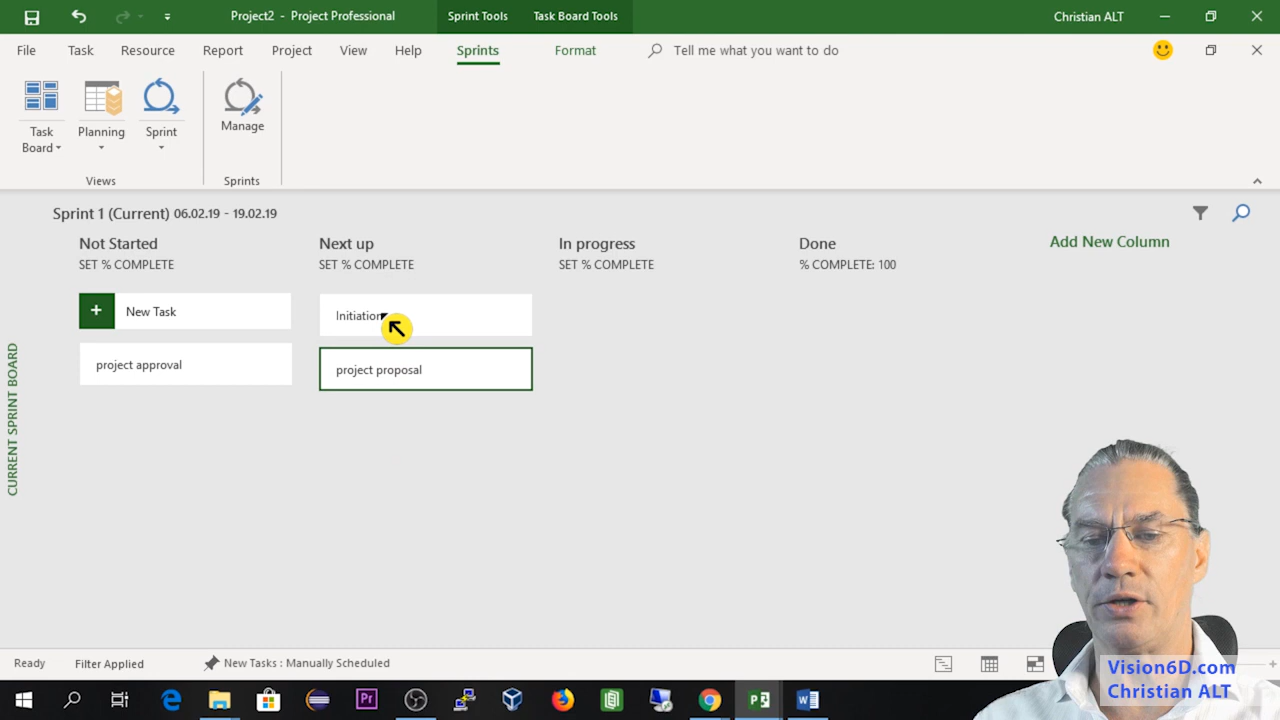 Project2 - Project Professional
Sprint Tools
Task Board Tools
Christian ALT
File
Task
Resource
Report
Project
View
Help
Sprints
Format
Tell me what you want to do
Task
Board
Planning
Sprint
Manage
Views
Sprints
Sprint 1 (Current) 06.02.19 - 19.02.19
Not Started
SET % COMPLETE
Next up
SET % COMPLETE
In progress
SET % COMPLETE
Done
% COMPLETE: 100
Add New Column
+ New Task
project approval
Initiation
project proposal
CURRENT SPRINT BOARD
Ready
Filter Applied
New Tasks : Manually Scheduled
Pr
Vision6D.com
Christian ALT